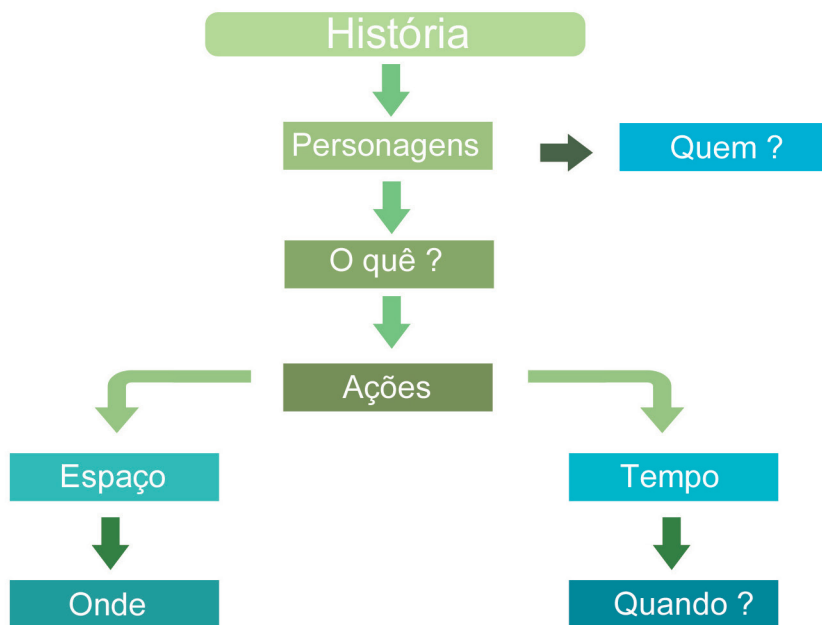 História
Personagens
Quem ?
O quê ?
Ações
Espaço
Tempo
Onde
Quando ?